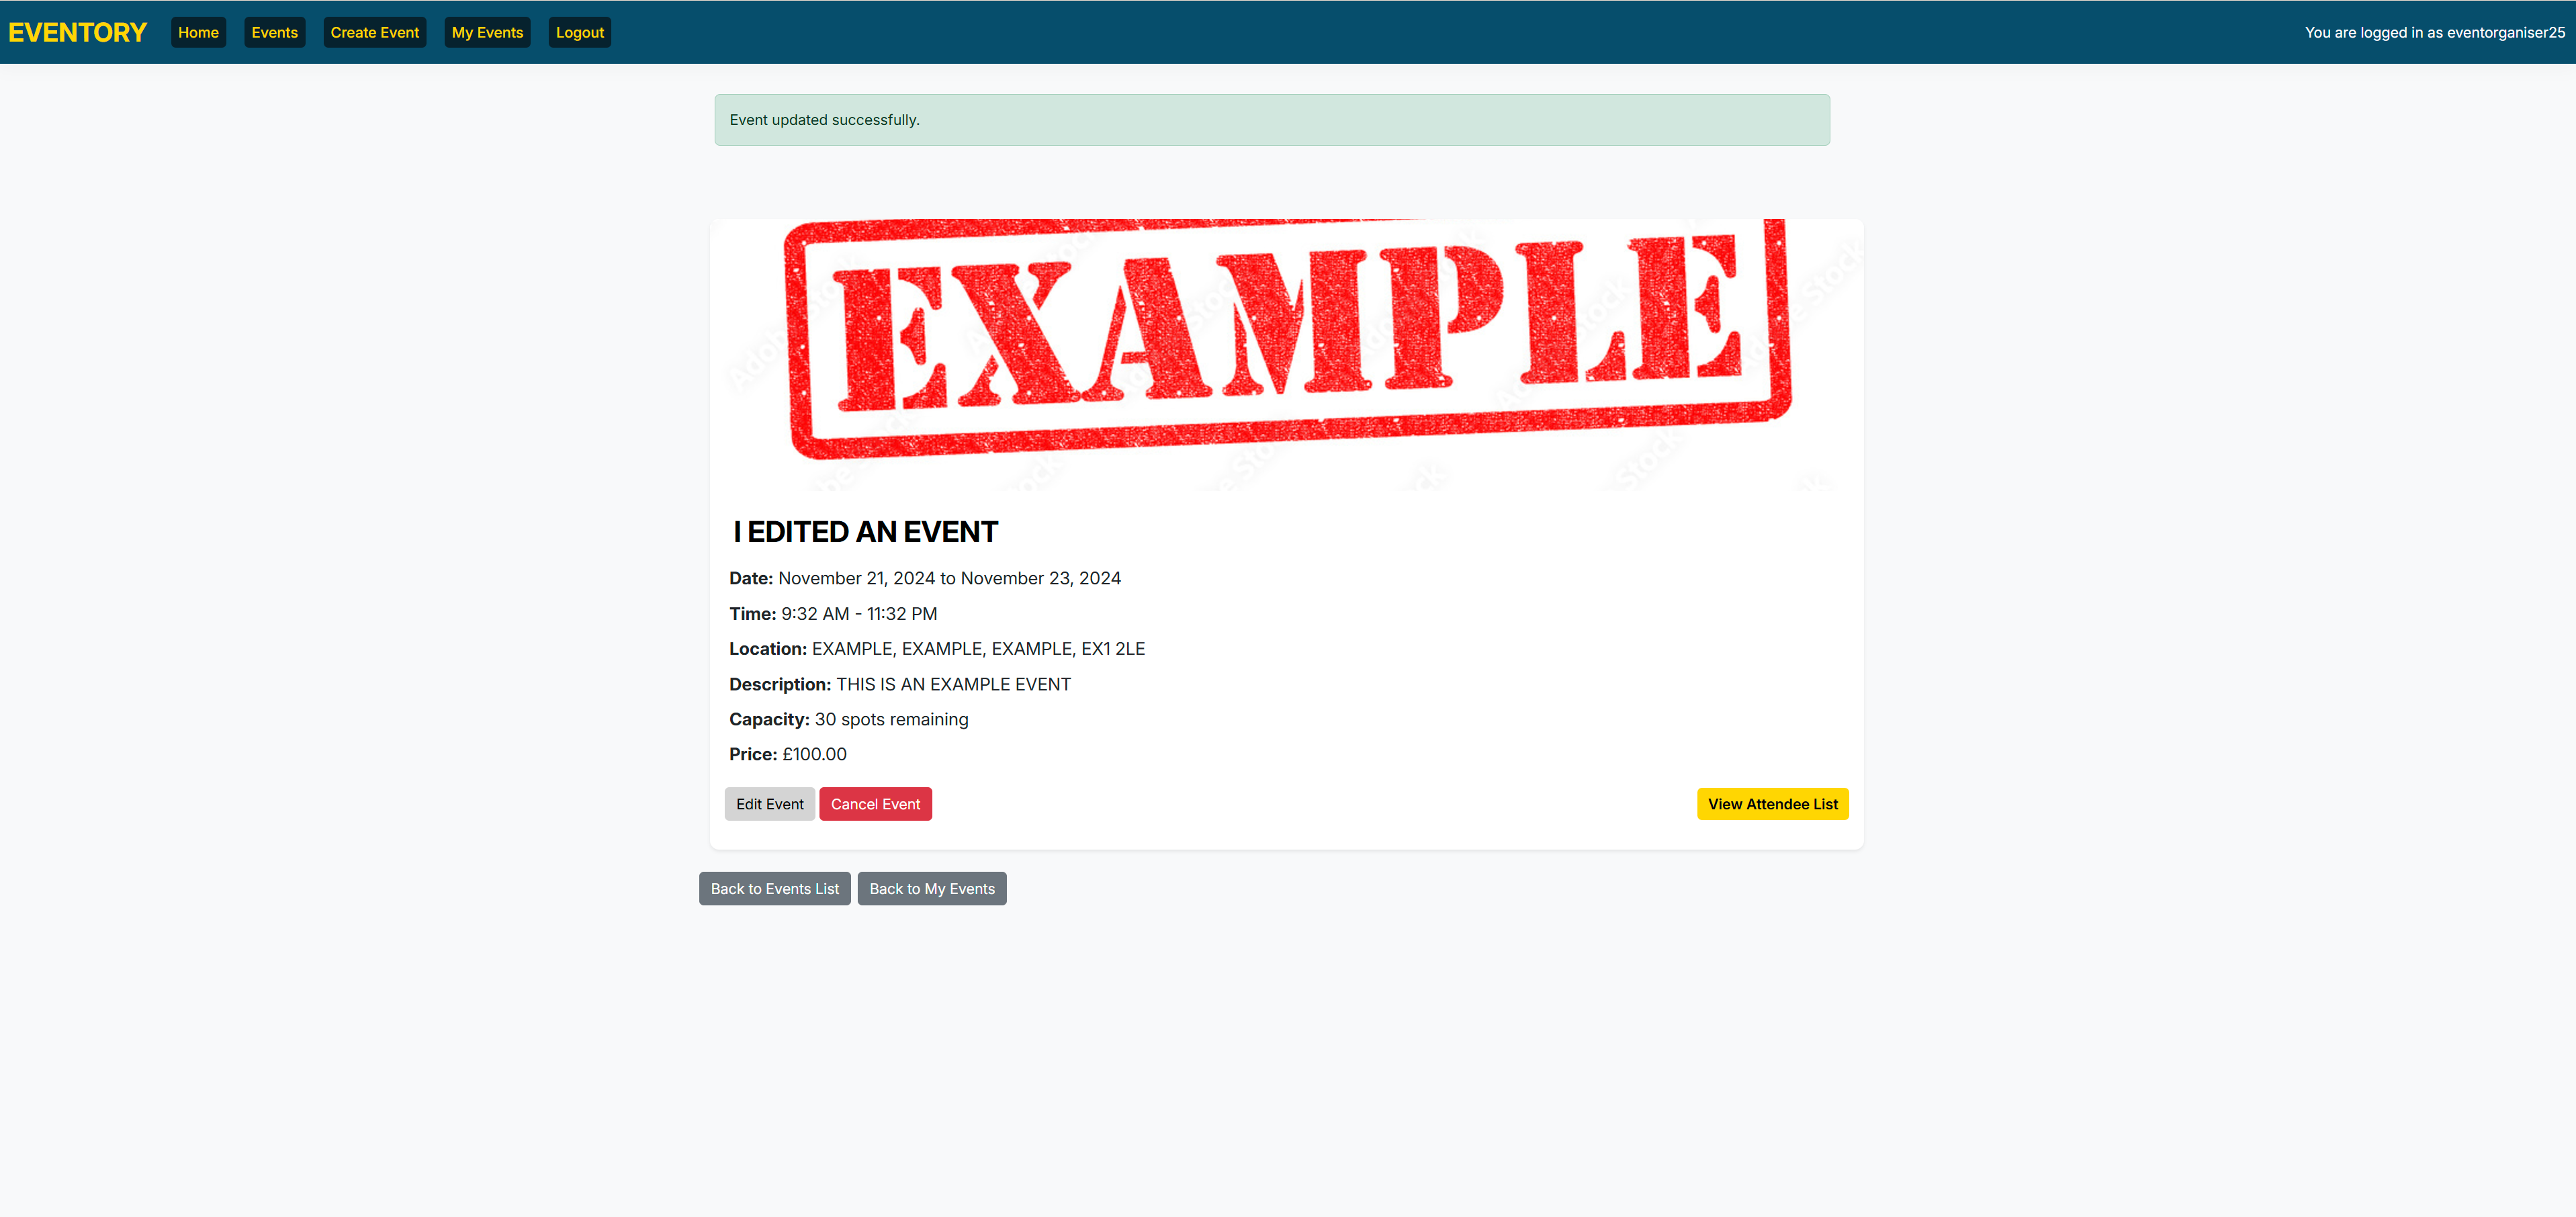 EVENTORY Home Events Create Event My Events Logout You are logged in as eventorganiser25
Event updated successfully.
EXAMPLE
I EDITED AN EVENT
Date: November 21, 2024 to November 23, 2024
Time: 9:32 AM - 11:32 PM
Location: EXAMPLE, EXAMPLE, EXAMPLE, EX1 2LE
Description: THIS IS AN EXAMPLE EVENT
Capacity: 30 spots remaining
Price: £100.00
Edit Event Cancel Event View Attendee List
Back to Events List Back to My Events